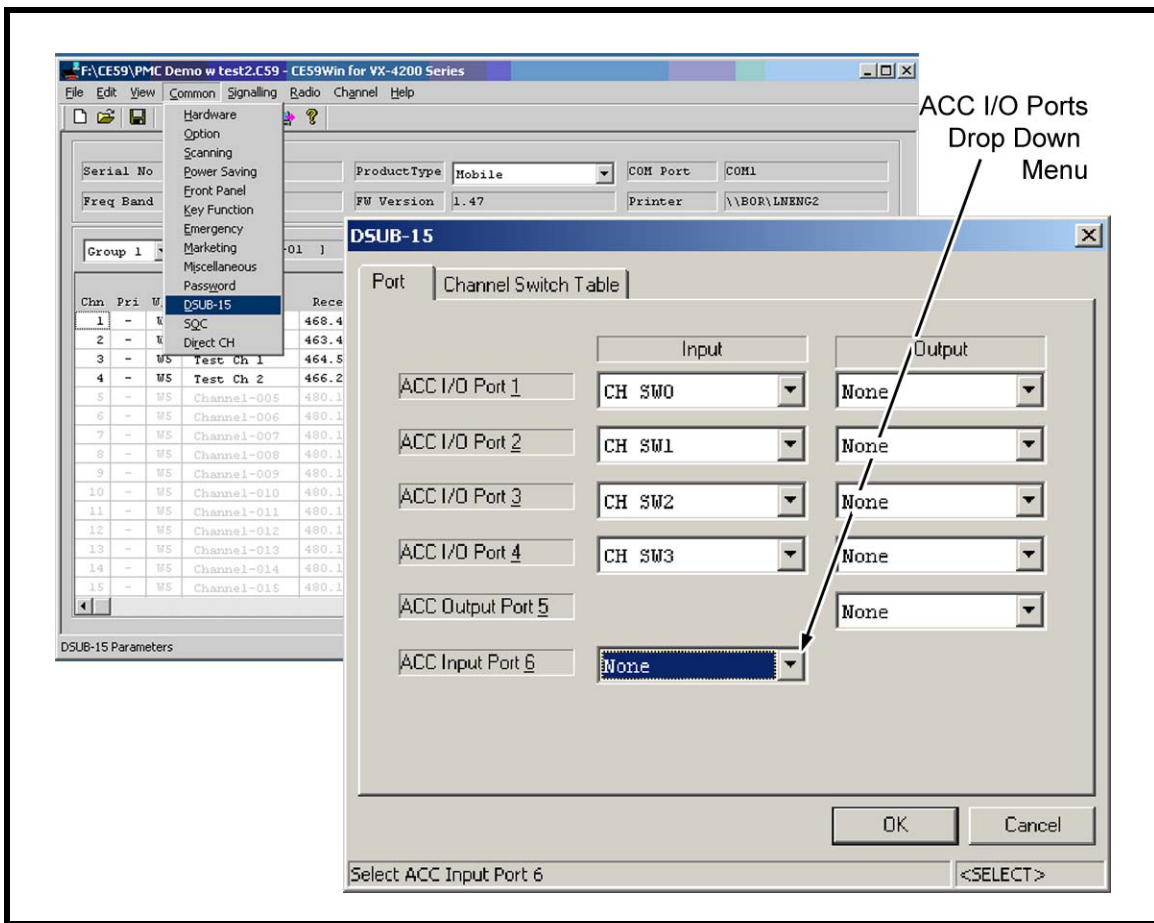 F:\CE59\PMC Demo w test2.C59 - CE59Win for VX-4200 Series
File Edit View Common Signalling Radio Channel Help
Hardware
Option
Scanning
Power Saving
Front Panel
Key Function
Emergency
Marketing
Miscellaneous
Password
DSUB-15
SQC
Direct CH
Serial No ProductType Mobile COM Port COM1
Freq Band FW Version 1.47 Printer \\BOR\LNENG2
Group 1 -01 ]
Chn Pri W Rece
1 - 468.4
2 - 463.4
3 - W5 Test Ch 1 464.5
4 - W5 Test Ch 2 466.2
5 - W5 Channel-005 480.1
6 - W5 Channel-006 480.1
7 - W5 Channel-007 480.1
8 - W5 Channel-008 480.1
9 - W5 Channel-009 480.1
10 - W5 Channel-010 480.1
11 - W5 Channel-011 480.1
12 - W5 Channel-012 480.1
13 - W5 Channel-013 480.1
14 - W5 Channel-014 480.1
15 - W5 Channel-015 480.1
DSUB-15 Parameters
ACC I/O Ports
Drop Down
Menu
DSUB-15
Port Channel Switch Table
Input Output
ACC I/O Port 1 CH SW0 None
ACC I/O Port 2 CH SW1 None
ACC I/O Port 3 CH SW2 None
ACC I/O Port 4 CH SW3 None
ACC Output Port 5 None
ACC Input Port 6 None
OK Cancel
Select ACC Input Port 6 <SELECT>